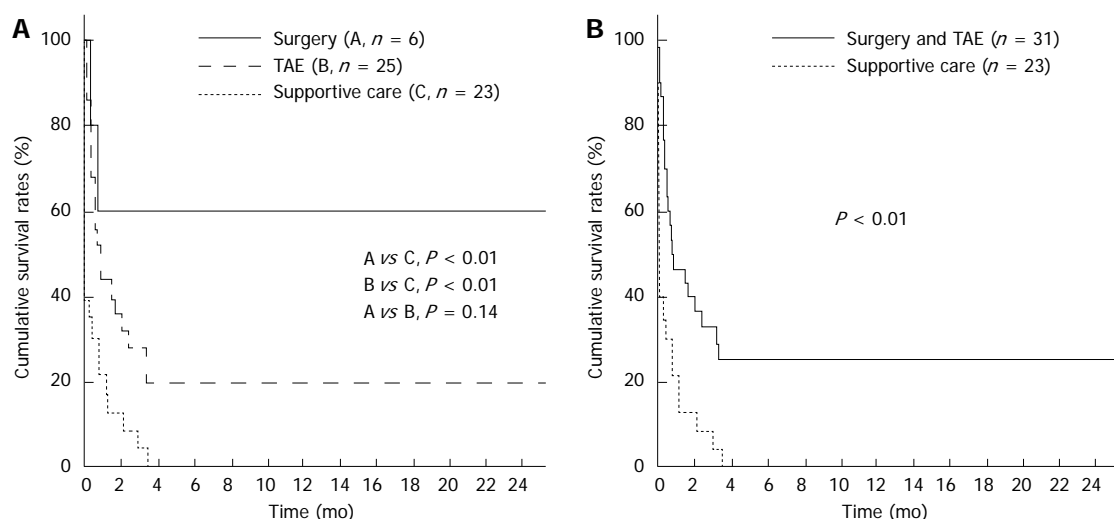 A
Surgery (A, n = 6)
TAE (B, n = 25)
Supportive care (C, n = 23)
Cumulative survival rates (%)
100
80
60
40
20
0
A vs C, P < 0.01
B vs C, P < 0.01
A vs B, P = 0.14
0 2 4 6 8 10 12 14 16 18 20 22 24
Time (mo)
B
Surgery and TAE (n = 31)
Supportive care (n = 23)
Cumulative survival rates (%)
100
80
60
40
20
0
P < 0.01
0 2 4 6 8 10 12 14 16 18 20 22 24
Time (mo)